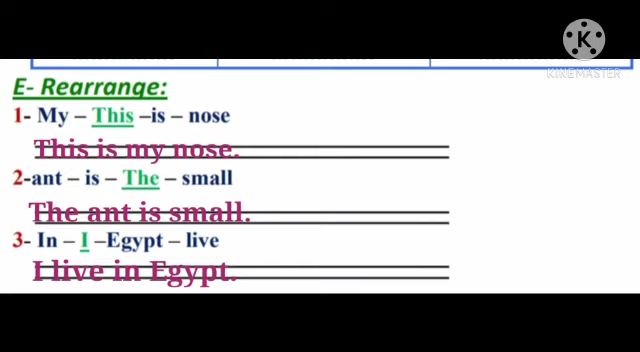 K
KINEMASTER
E- Rearrange:
1- My – This –is – nose
This is my nose.
2-ant – is – The – small
The ant is small.
3- In – I –Egypt – live
I live in Egypt.